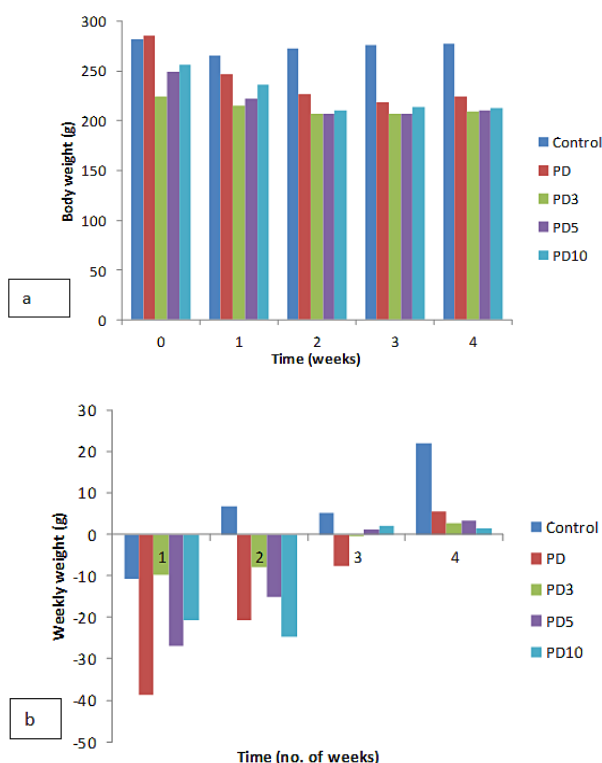 300
250
200
150
100
50
0
Body weight (g)
0 1 2 3 4
Time (weeks)
Control
PD
PD3
PD5
PD10
a
30
20
10
0
-10
-20
-30
-40
-50
Weekly weight (g)
1 2 3 4
Time (no. of weeks)
Control
PD
PD3
PD5
PD10
b